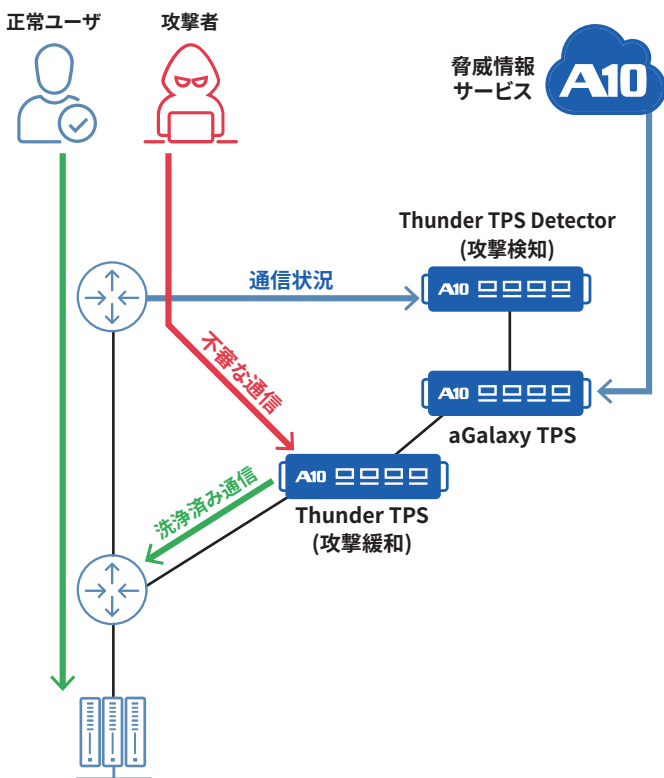 正常ユーザ
攻撃者
脅威情報
サービス
A10
Thunder TPS Detector
(攻撃検知)
通信状況
A10
不審な通信
A10
aGalaxy TPS
A10
洗浄済み通信
Thunder TPS
(攻撃緩和)